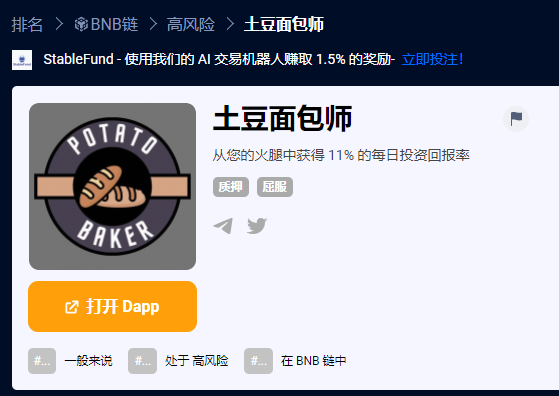 排名 > BNB链 > 高风险 > 土豆面包师
StableFund - 使用我们的 AI 交易机器人赚取 1.5% 的奖励- 立即投注！
POTATO
BAKER
土豆面包师
从您的火腿中获得 11% 的每日投资回报率
质押 屈服
打开 Dapp
#... 一般来说 #... 处于 高风险 #... 在 BNB 链中